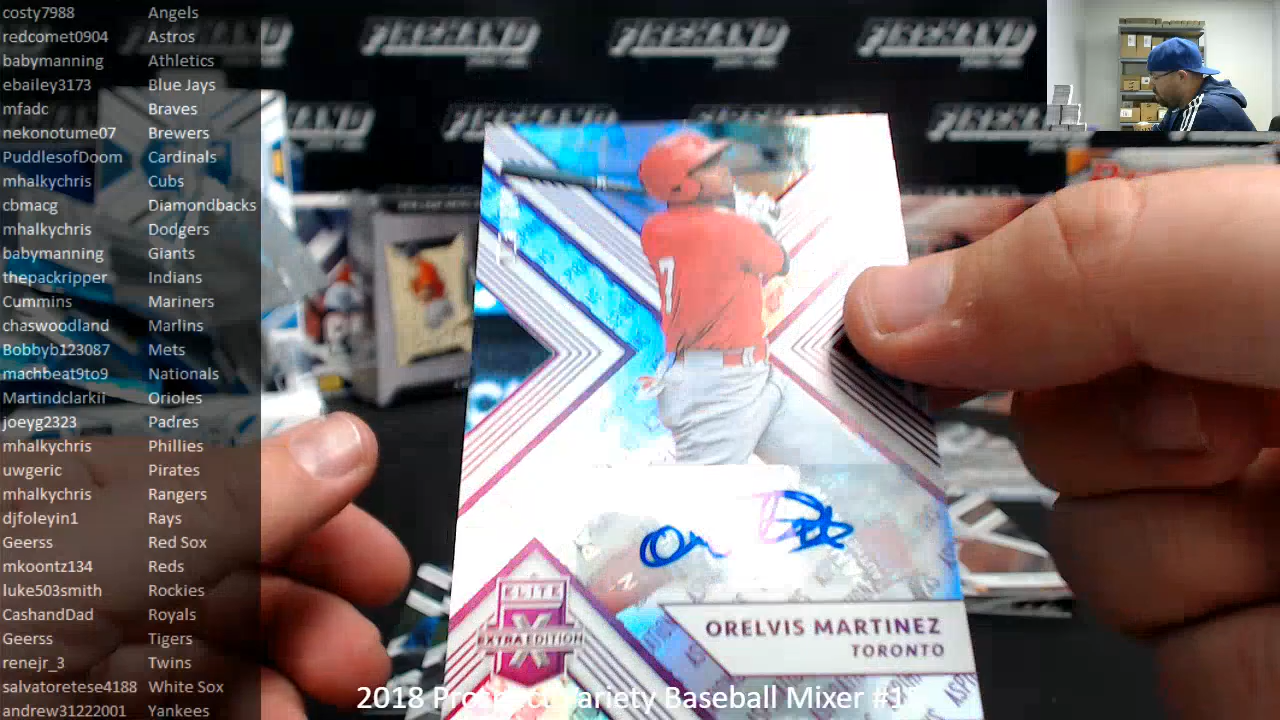 costy7988 Angels
redcomet0904 Astros
babymanning Athletics
ebailey3173 Blue Jays
mfadc Braves
nekonotume07 Brewers
PuddlesofDoom Cardinals
mhalkychris Cubs
cbmacg Diamondbacks
mhalkychris Dodgers
babymanning Giants
thepackripper Indians
Cummins Mariners
chaswoodland Marlins
Bobbyb123087 Mets
machbeat9to9 Nationals
Martindclarkii Orioles
joeyg2323 Padres
mhalkychris Phillies
uwgeric Pirates
mhalkychris Rangers
djfoleyin1 Rays
Geerss Red Sox
mkoontz134 Reds
luke503smith Rockies
CashandDad Royals
Geerss Tigers
renejr_3 Twins
salvatoretese4188 White Sox
andrew31222001 Yankees
7
ELITE
EXTRA EDITION
X
ORELVIS MARTINEZ
TORONTO
2018 Prospect Variety Baseball Mixer